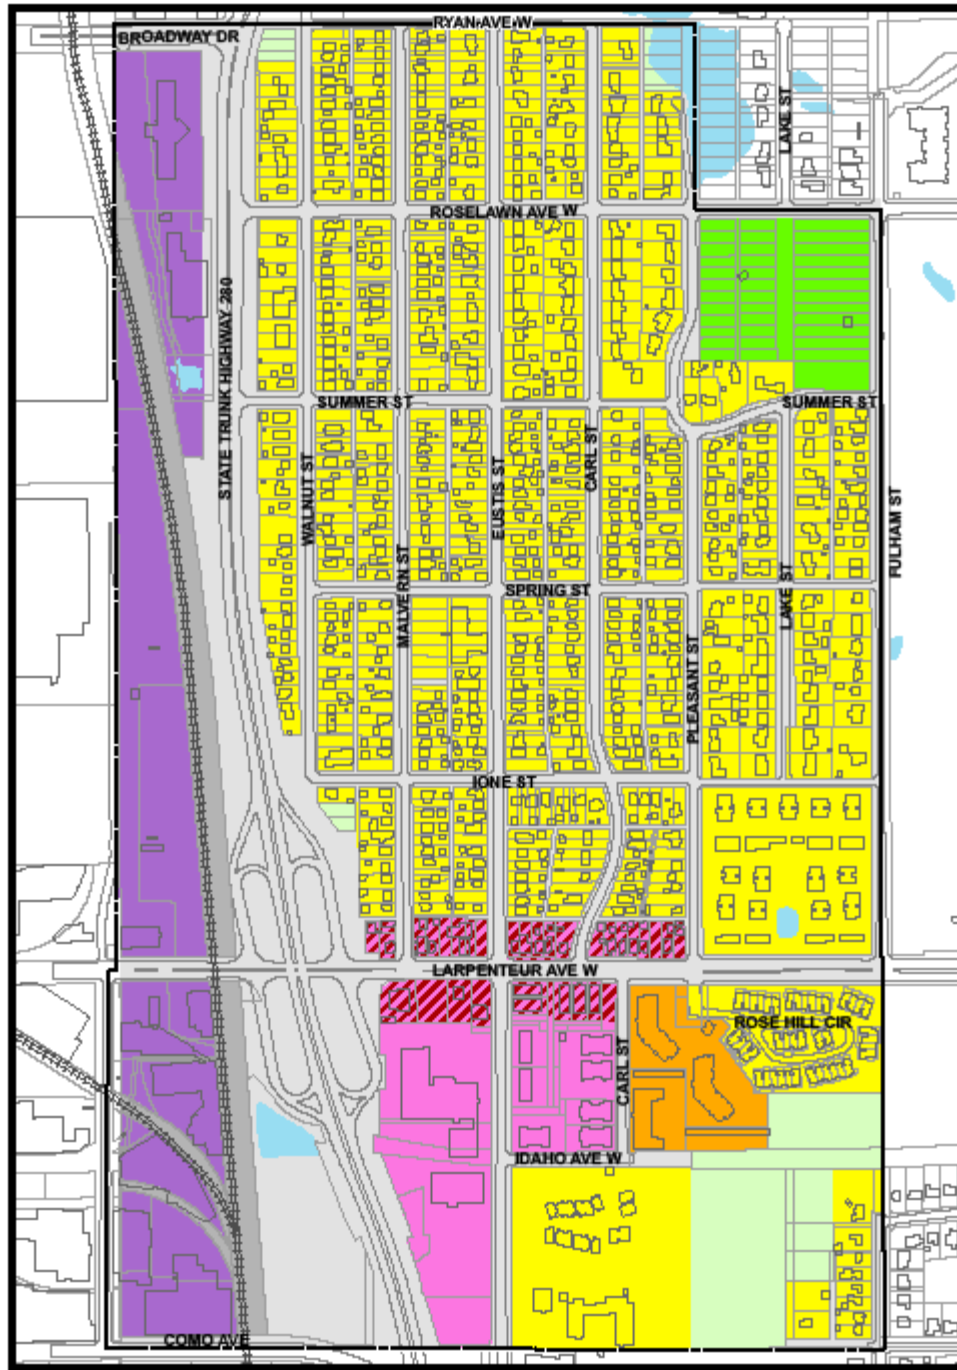 RYAN AVE W
BROADWAY DR
LAKE ST
ROSELAWN AVE W
STATE TRUNK HIGHWAY 280
SUMMER ST
SUMMER ST
WALNUT ST
EUSTIS ST
CARL ST
FULHAM ST
MALVERN ST
SPRING ST
LAKE ST
PLEASANT ST
IONE ST
LARPENTEUR AVE W
ROSE HILL CIR
CARL ST
IDAHO AVE W
COMO AVE